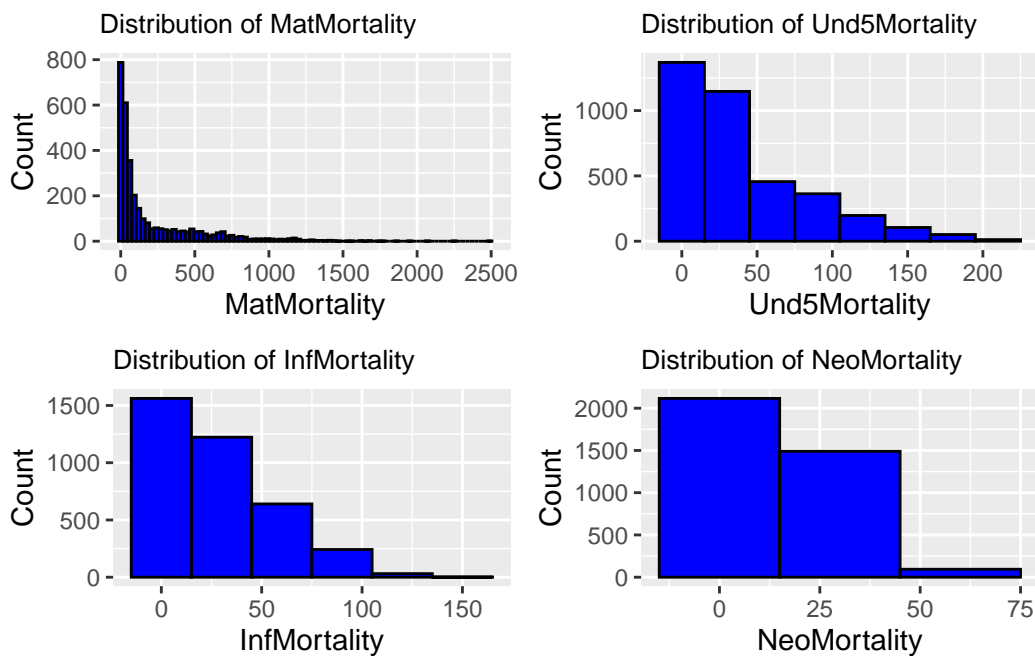 Distribution of MatMortality
Count
800
600
400
200
0
0 500 1000 1500 2000 2500
MatMortality
Distribution of Und5Mortality
Count
1000
500
0
0 50 100 150 200
Und5Mortality
Distribution of InfMortality
Count
1500
1000
500
0
0 50 100 150
InfMortality
Distribution of NeoMortality
Count
2000
1500
1000
500
0
0 25 50 75
NeoMortality